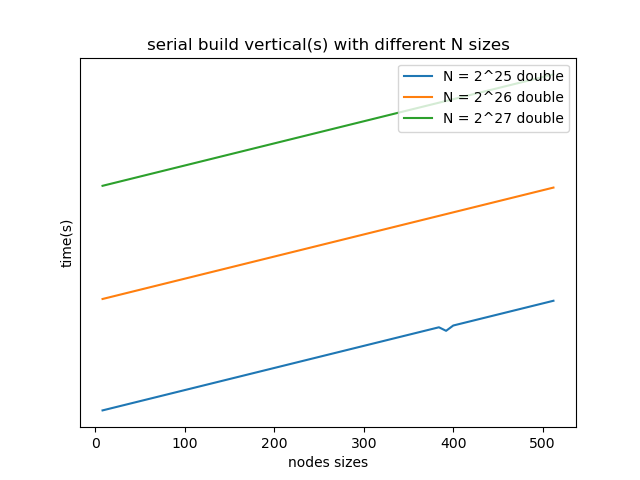 serial build vertical(s) with different N sizes
N = 2^25 double
N = 2^26 double
N = 2^27 double
time(s)
0 100 200 300 400 500
nodes sizes